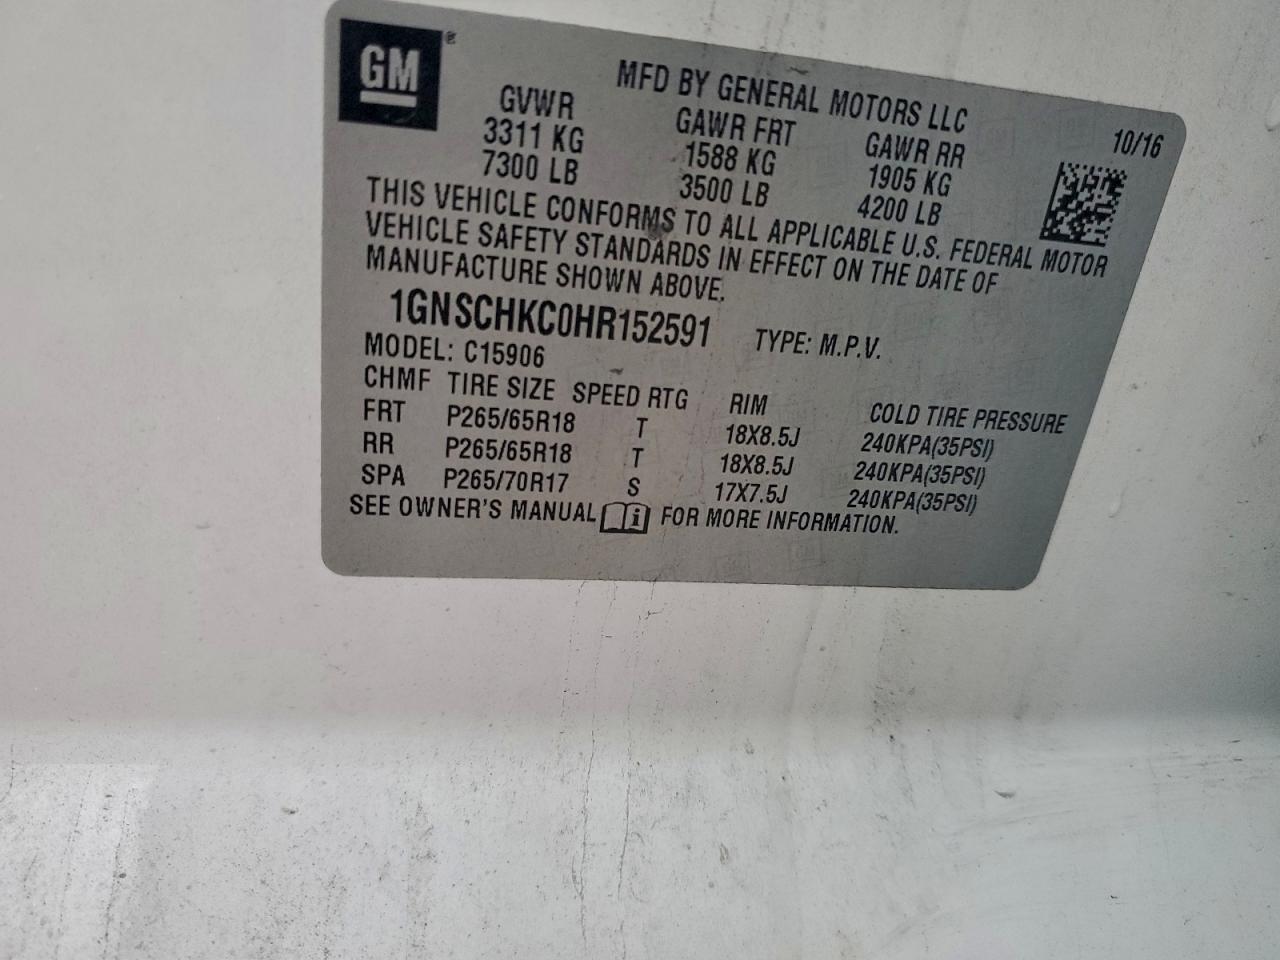 GM ®
MFD BY GENERAL MOTORS LLC
10/16
GVWR GAWR FRT GAWR RR
3311 KG 1588 KG 1905 KG
7300 LB 3500 LB 4200 LB
THIS VEHICLE CONFORMS TO ALL APPLICABLE U.S. FEDERAL MOTOR
VEHICLE SAFETY STANDARDS IN EFFECT ON THE DATE OF
MANUFACTURE SHOWN ABOVE.
1GNSCHKC0HR152591 TYPE: M.P.V.
MODEL: C15906
CHMF TIRE SIZE SPEED RTG RIM COLD TIRE PRESSURE
FRT P265/65R18 T 18X8.5J 240KPA(35PSI)
RR P265/65R18 T 18X8.5J 240KPA(35PSI)
SPA P265/70R17 S 17X7.5J 240KPA(35PSI)
SEE OWNER'S MANUAL i FOR MORE INFORMATION.